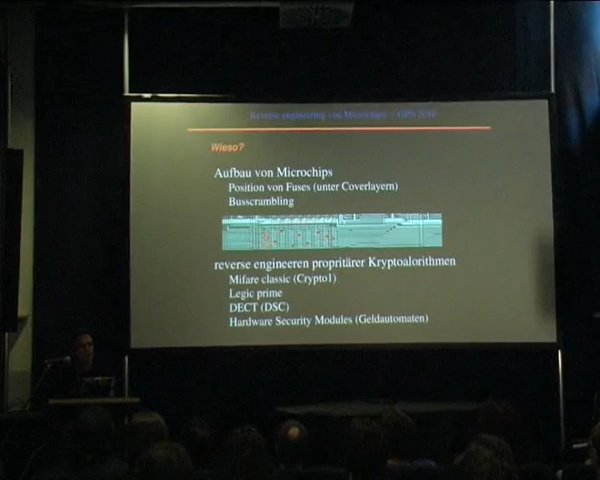 Reverse engineering von Microchips GPN 2010
Wieso?
Aufbau von Microchips
Position von Fuses (unter Coverlayern)
Busscrambling
reverse engineeren propritärer Kryptoalorithmen
Mifare classic (Crypto1)
Legic prime
DECT (DSC)
Hardware Security Modules (Geldautomaten)